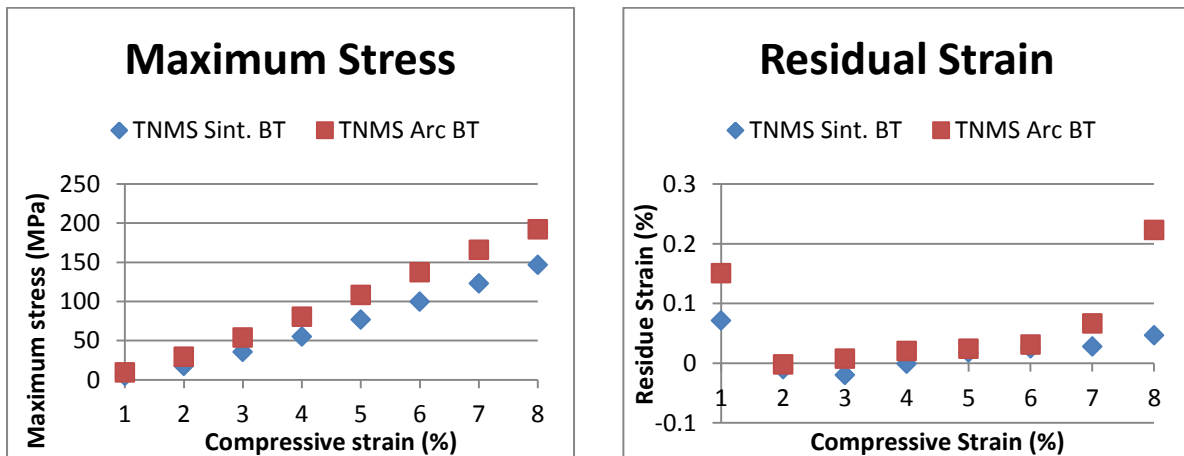 Maximum Stress
TNMS Sint. BT TNMS Arc BT
Maximum stress (MPa)
250
200
150
100
50
0
1 2 3 4 5 6 7 8
Compressive strain (%)
Residual Strain
TNMS Sint. BT TNMS Arc BT
Residue Strain (%)
0.3
0.2
0.1
0
-0.1
1 2 3 4 5 6 7 8
Compressive Strain (%)